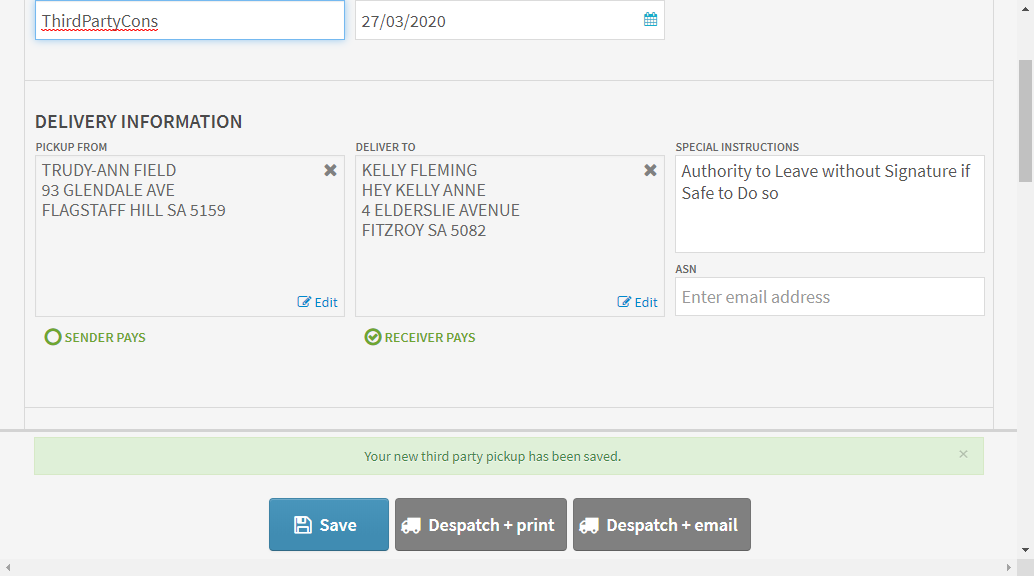 ThirdPartyCons
27/03/2020
DELIVERY INFORMATION
PICKUP FROM
TRUDY-ANN FIELD
93 GLENDALE AVE
FLAGSTAFF HILL SA 5159
Edit
SENDER PAYS
DELIVER TO
KELLY FLEMING
HEY KELLY ANNE
4 ELDERSLIE AVENUE
FITZROY SA 5082
Edit
RECEIVER PAYS
SPECIAL INSTRUCTIONS
Authority to Leave without Signature if
Safe to Do so
ASN
Enter email address
Your new third party pickup has been saved.
Save
Despatch + print
Despatch + email